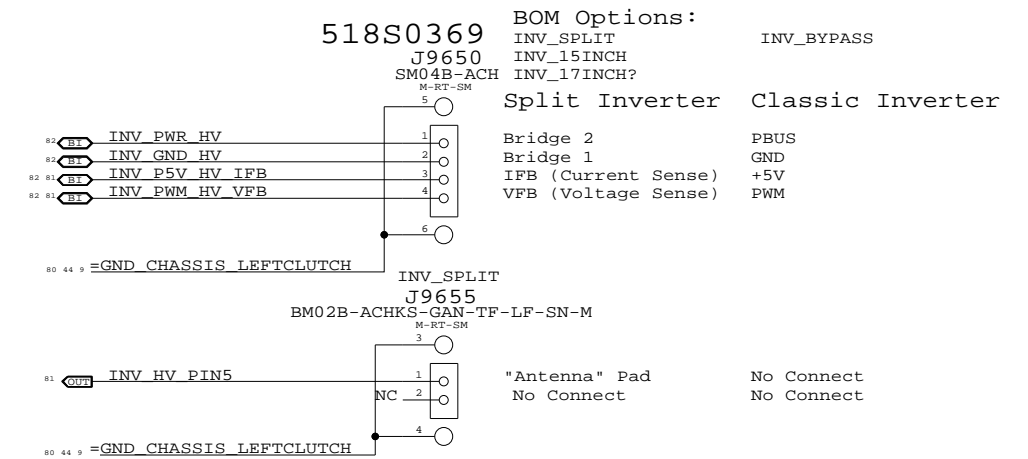 518S0369
J9650
SM04B-ACH
M-RT-SM
BOM Options:
INV_SPLIT INV_BYPASS
INV_15INCH
INV_17INCH?
Split Inverter Classic Inverter
5
82 BI INV_PWR_HV 1 Bridge 2 PBUS
82 BI INV_GND_HV 2 Bridge 1 GND
82 81 BI INV_P5V_HV_IFB 3 IFB (Current Sense) +5V
82 81 BI INV_PWM_HV_VFB 4 VFB (Voltage Sense) PWM
6
80 44 9 =GND_CHASSIS_LEFTCLUTCH
INV_SPLIT
J9655
BM02B-ACHKS-GAN-TF-LF-SN-M
M-RT-SM
3
81 OUT INV_HV_PIN5 1 "Antenna" Pad No Connect
NC 2 No Connect No Connect
4
80 44 9 =GND_CHASSIS_LEFTCLUTCH